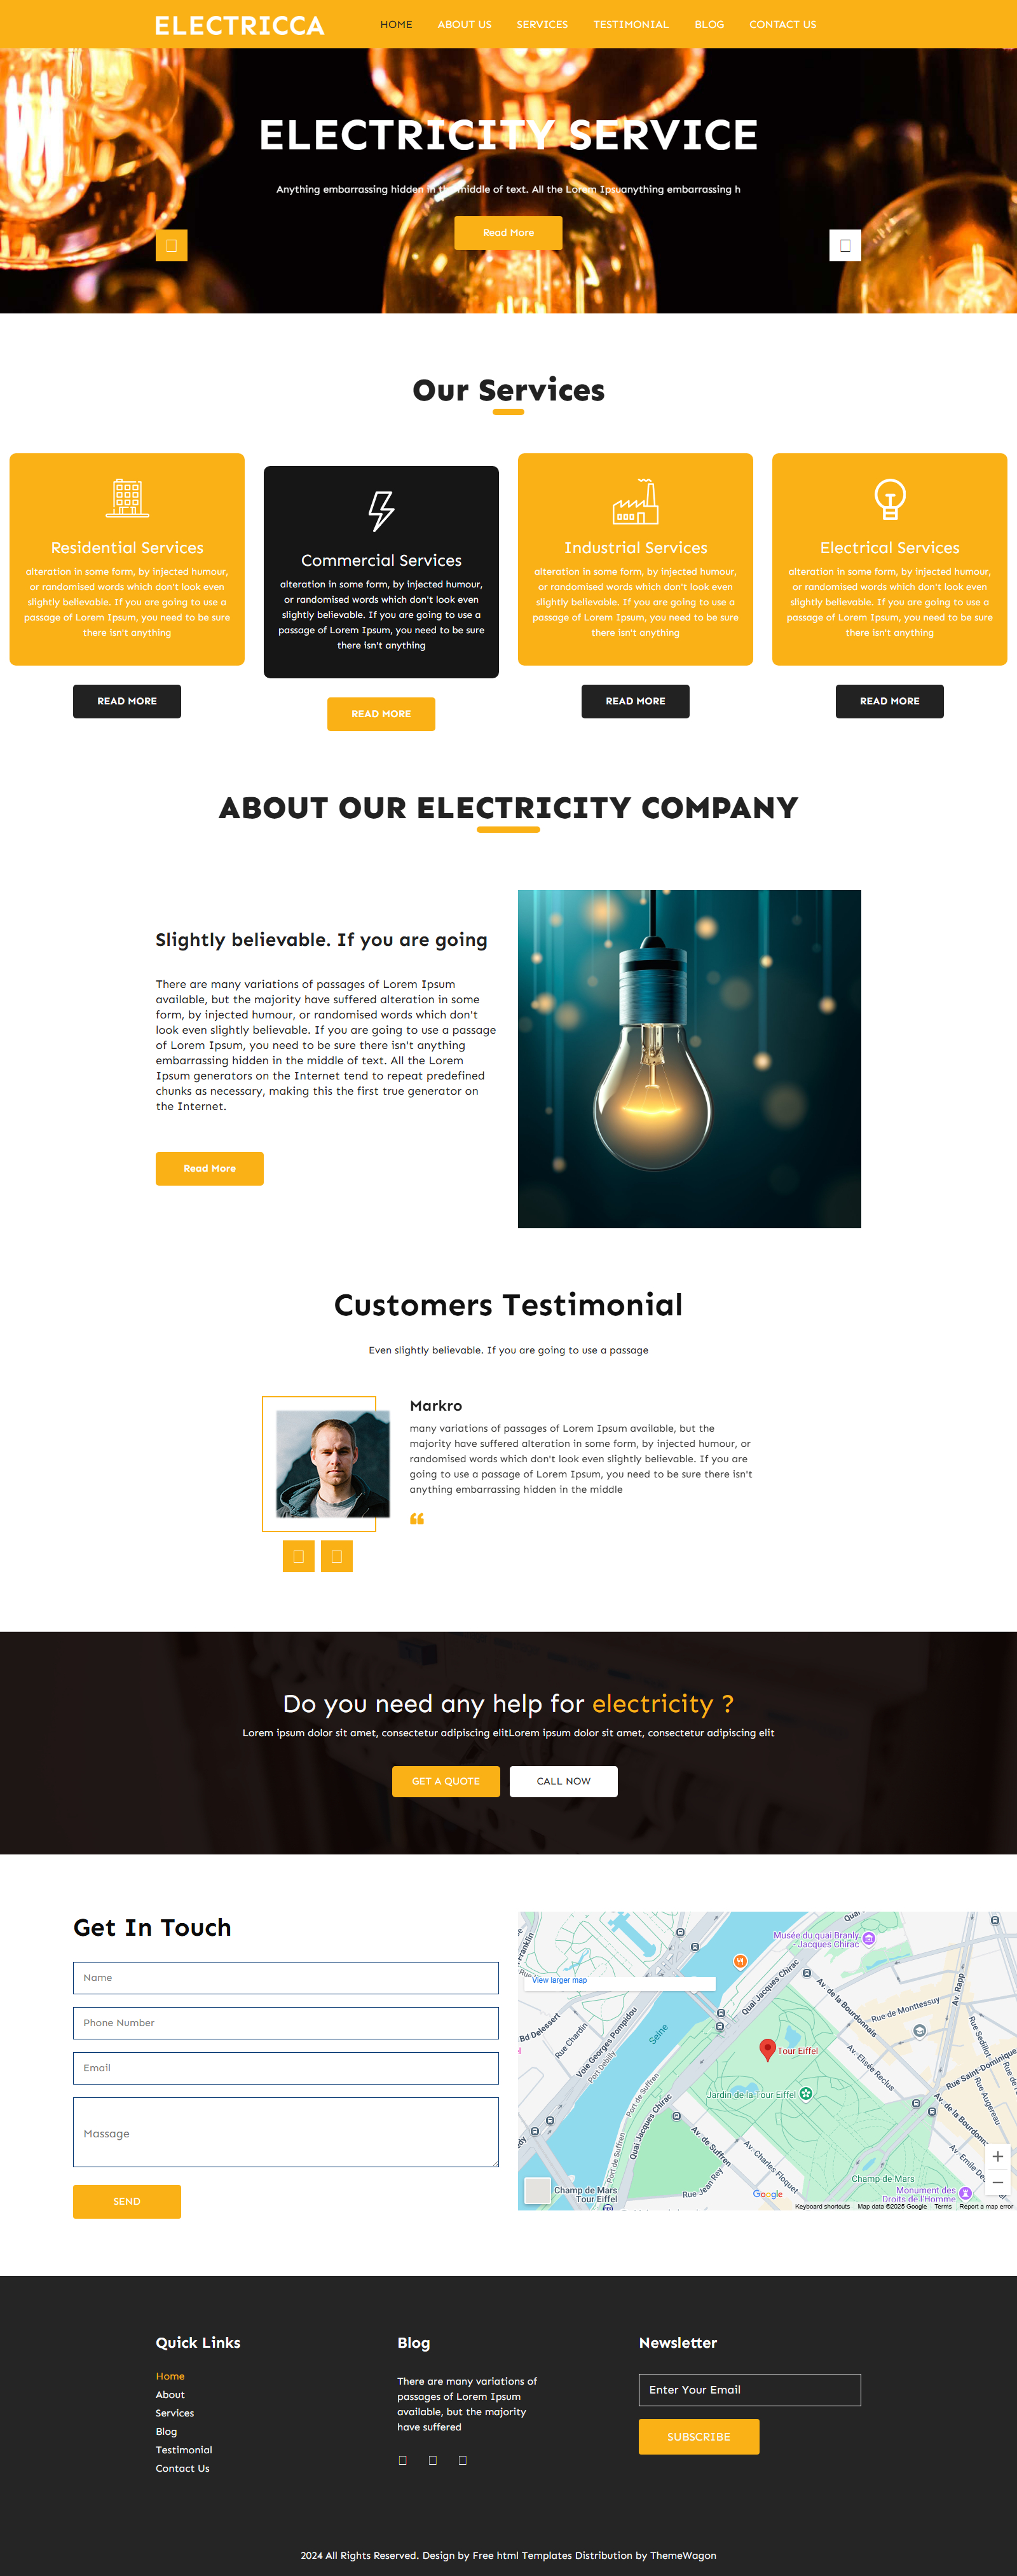 ELECTRICCA
HOME
ABOUT US
SERVICES
TESTIMONIAL
BLOG
CONTACT US
ELECTRICITY SERVICE
Anything embarrassing hidden in the middle of text. All the Lorem Ipsuanything embarrassing h
Read More
Our Services
Residential Services
alteration in some form, by injected humour,
or randomised words which don't look even
slightly believable. If you are going to use a
passage of Lorem Ipsum, you need to be sure
there isn't anything
READ MORE
Commercial Services
alteration in some form, by injected humour,
or randomised words which don't look even
slightly believable. If you are going to use a
passage of Lorem Ipsum, you need to be sure
there isn't anything
READ MORE
Industrial Services
alteration in some form, by injected humour,
or randomised words which don't look even
slightly believable. If you are going to use a
passage of Lorem Ipsum, you need to be sure
there isn't anything
READ MORE
Electrical Services
alteration in some form, by injected humour,
or randomised words which don't look even
slightly believable. If you are going to use a
passage of Lorem Ipsum, you need to be sure
there isn't anything
READ MORE
ABOUT OUR ELECTRICITY COMPANY
Slightly believable. If you are going
There are many variations of passages of Lorem Ipsum
available, but the majority have suffered alteration in some
form, by injected humour, or randomised words which don't
look even slightly believable. If you are going to use a passage
of Lorem Ipsum, you need to be sure there isn't anything
embarrassing hidden in the middle of text. All the Lorem
Ipsum generators on the Internet tend to repeat predefined
chunks as necessary, making this the first true generator on
the Internet.
Read More
Customers Testimonial
Even slightly believable. If you are going to use a passage
Markro
many variations of passages of Lorem Ipsum available, but the
majority have suffered alteration in some form, by injected humour, or
randomised words which don't look even slightly believable. If you are
going to use a passage of Lorem Ipsum, you need to be sure there isn't
anything embarrassing hidden in the middle
Do you need any help for electricity ?
Lorem ipsum dolor sit amet, consectetur adipiscing elitLorem ipsum dolor sit amet, consectetur adipiscing elit
GET A QUOTE
CALL NOW
Get In Touch
Name
Phone Number
Email
Massage
SEND
Franklin
Quai
Musée du quai Branly
- Jacques Chirac
View larger map
Quai Jacques Chirac
Av. de la Bourdonnais
Av. Rapp
Rue de Monttessuy
Bd Delessert
Rue Chardin
Voie Georges Pompidou
Port Debilly
Seine
Tour Eiffel
Av. Elisée Reclus
Rue Sédillot
Rue Saint-Dominique
Port de Suffren
Jardin de la Tour Eiffel
Rue Augereau
Av. de la Bourdonnais
Quai Jacques Chirac
Av. de Suffren
Port de Suffren
Rue Jean Rey
Av. Charles Floquet
Champ-de-Mars
Champ de Mars
Tour Eiffel
Monument des
Droits de l'Homme
Google
Keyboard shortcuts
Map data ©2025 Google
Terms
Report a map error
Quick Links
Home
About
Services
Blog
Testimonial
Contact Us
Blog
There are many variations of
passages of Lorem Ipsum
available, but the majority
have suffered
Newsletter
Enter Your Email
SUBSCRIBE
2024 All Rights Reserved. Design by Free html Templates Distribution by ThemeWagon